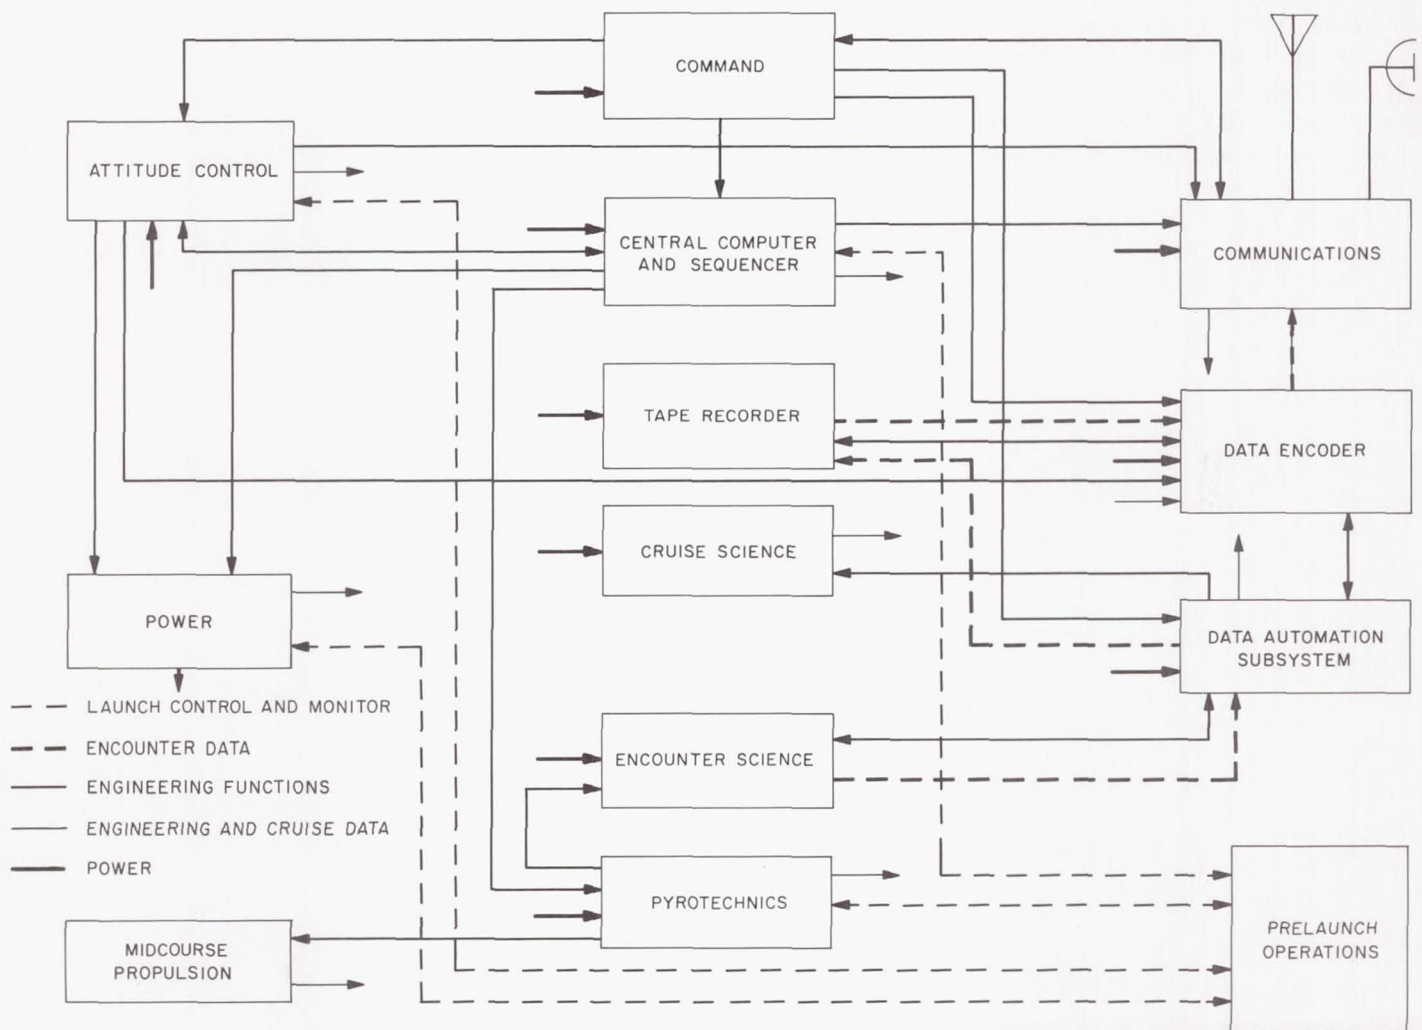 COMMAND
ATTITUDE CONTROL
CENTRAL COMPUTER
AND SEQUENCER
COMMUNICATIONS
TAPE RECORDER
DATA ENCODER
CRUISE SCIENCE
POWER
DATA AUTOMATION
SUBSYSTEM
LAUNCH CONTROL AND MONITOR
ENCOUNTER DATA
ENGINEERING FUNCTIONS
ENGINEERING AND CRUISE DATA
POWER
ENCOUNTER SCIENCE
PYROTECHNICS
MIDCOURSE
PROPULSION
PRELAUNCH
OPERATIONS